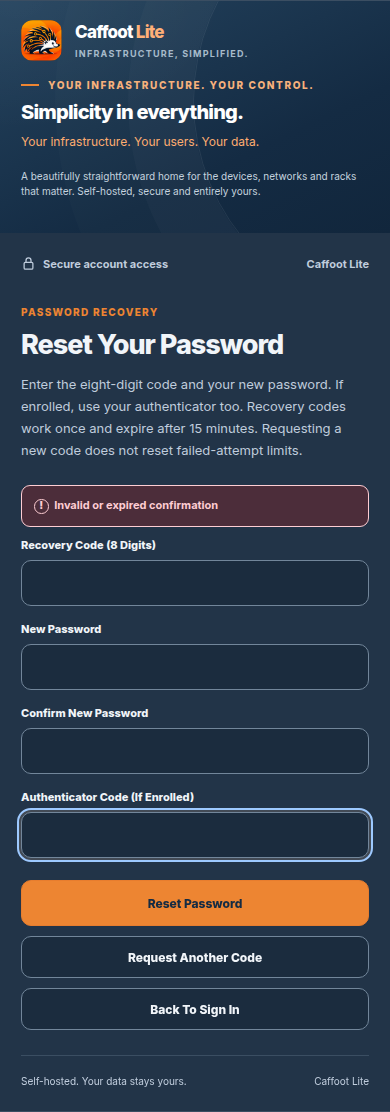 Caffoot Lite
INFRASTRUCTURE, SIMPLIFIED.
YOUR INFRASTRUCTURE. YOUR CONTROL.
Simplicity in everything.
Your infrastructure. Your users. Your data.
A beautifully straightforward home for the devices, networks and racks
that matter. Self-hosted, secure and entirely yours.
Secure account access
Caffoot Lite
PASSWORD RECOVERY
Reset Your Password
Enter the eight-digit code and your new password. If
enrolled, use your authenticator too. Recovery codes
work once and expire after 15 minutes. Requesting a
new code does not reset failed-attempt limits.
! Invalid or expired confirmation
Recovery Code (8 Digits)
New Password
Confirm New Password
Authenticator Code (If Enrolled)
Reset Password
Request Another Code
Back To Sign In
Self-hosted. Your data stays yours.
Caffoot Lite